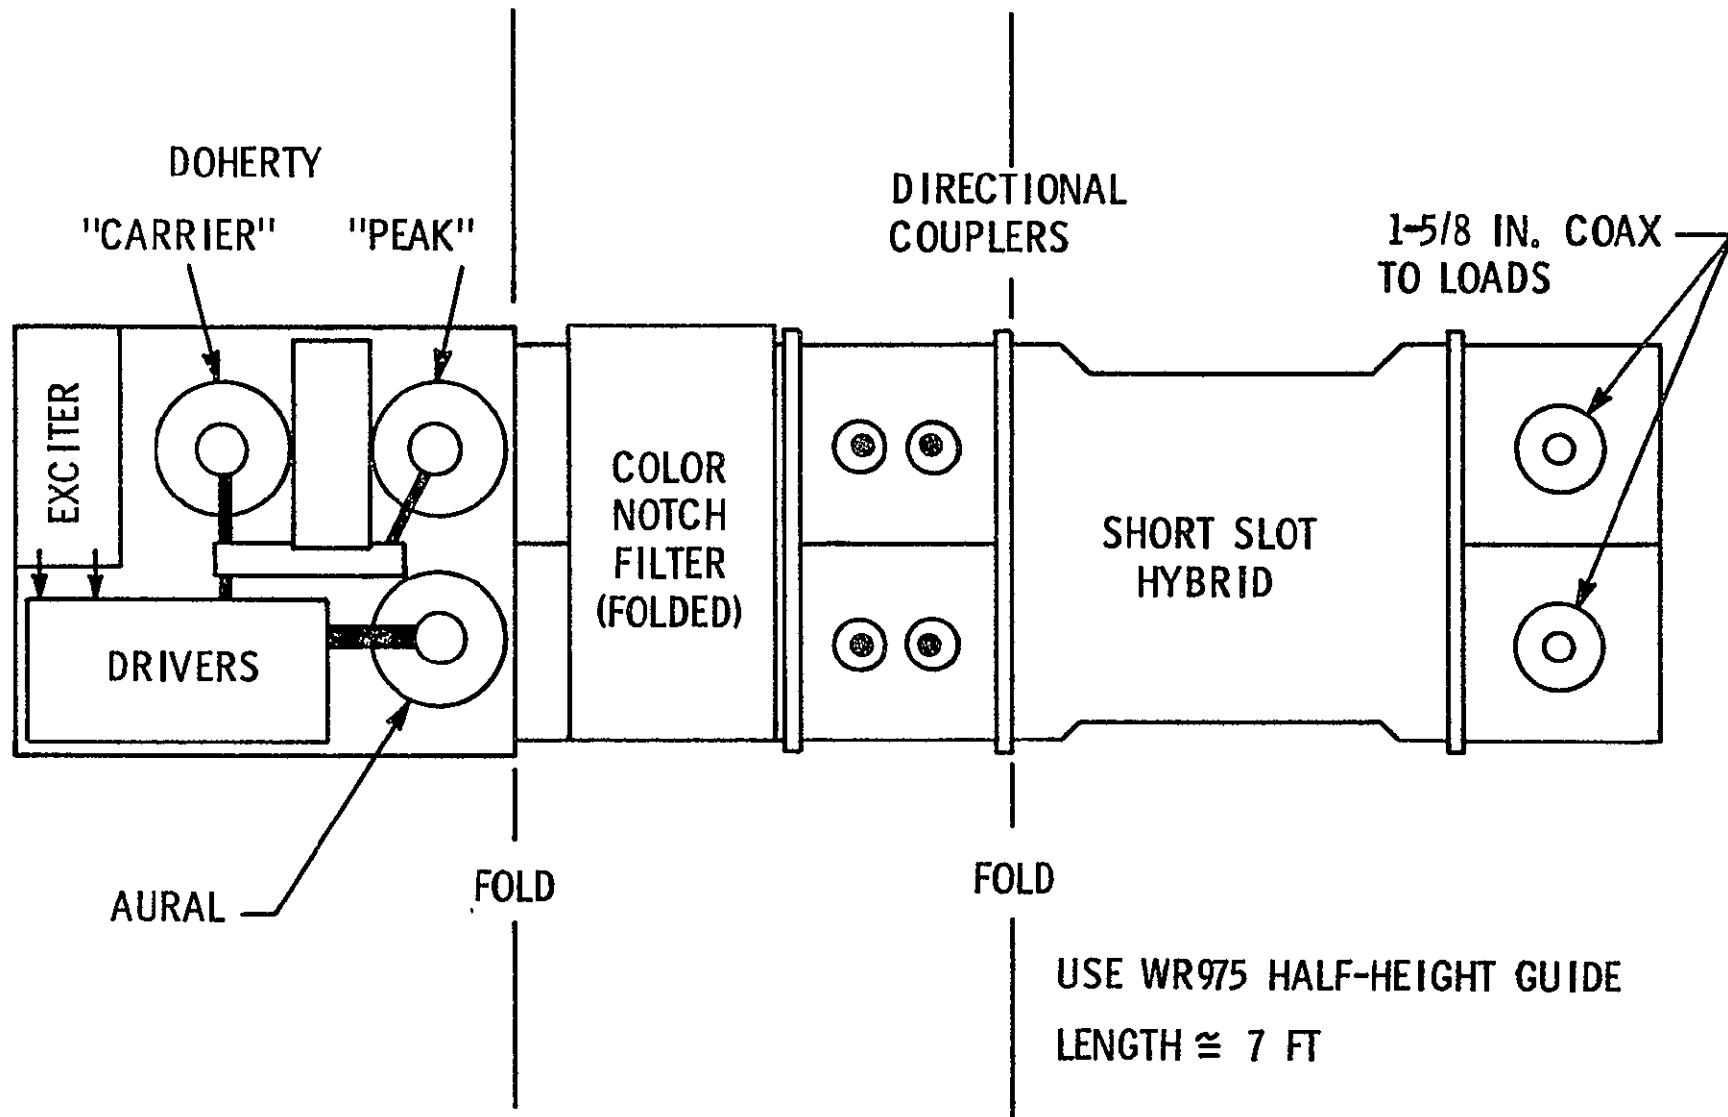 DOHERTY
"CARRIER"
"PEAK"
DIRECTIONAL
COUPLERS
1-5/8 IN. COAX
TO LOADS
EXCITER
COLOR
NOTCH
FILTER
(FOLDED)
SHORT SLOT
HYBRID
DRIVERS
AURAL
FOLD
FOLD
USE WR975 HALF-HEIGHT GUIDE
LENGTH ≅ 7 FT